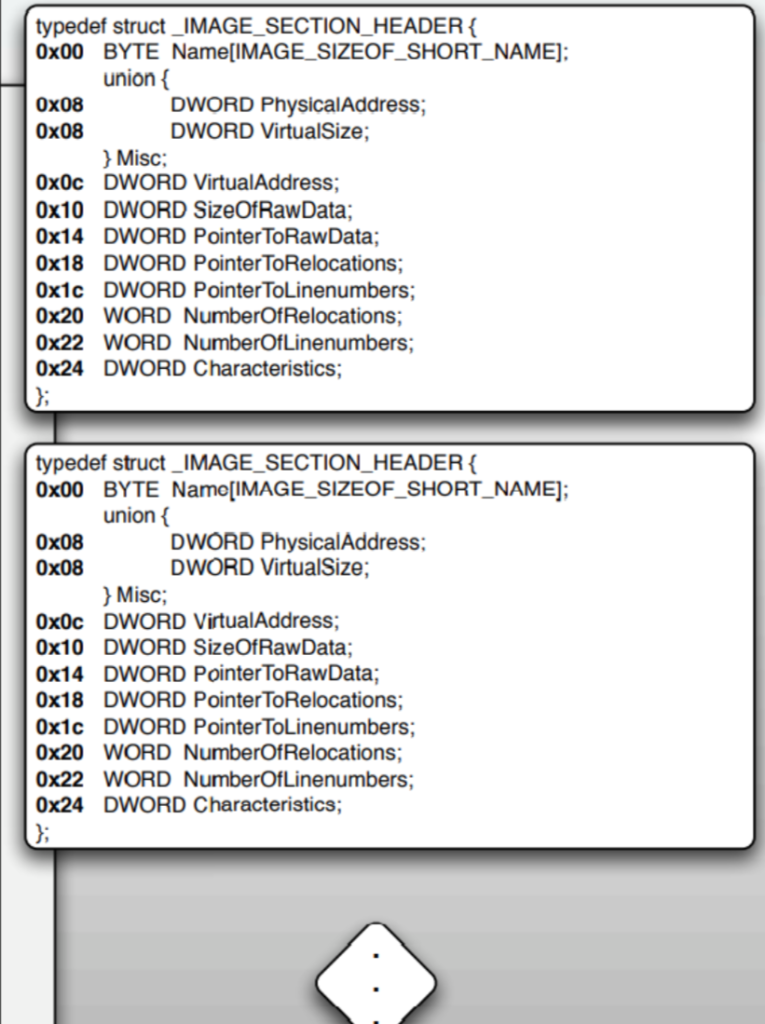 typedef struct _IMAGE_SECTION_HEADER {
0x00 BYTE Name[IMAGE_SIZEOF_SHORT_NAME];
union {
0x08 DWORD PhysicalAddress;
0x08 DWORD VirtualSize;
} Misc;
0x0c DWORD VirtualAddress;
0x10 DWORD SizeOfRawData;
0x14 DWORD PointerToRawData;
0x18 DWORD PointerToRelocations;
0x1c DWORD PointerToLinenumbers;
0x20 WORD NumberOfRelocations;
0x22 WORD NumberOfLinenumbers;
0x24 DWORD Characteristics;
};
typedef struct _IMAGE_SECTION_HEADER {
0x00 BYTE Name[IMAGE_SIZEOF_SHORT_NAME];
union {
0x08 DWORD PhysicalAddress;
0x08 DWORD VirtualSize;
} Misc;
0x0c DWORD VirtualAddress;
0x10 DWORD SizeOfRawData;
0x14 DWORD PointerToRawData;
0x18 DWORD PointerToRelocations;
0x1c DWORD PointerToLinenumbers;
0x20 WORD NumberOfRelocations;
0x22 WORD NumberOfLinenumbers;
0x24 DWORD Characteristics;
};